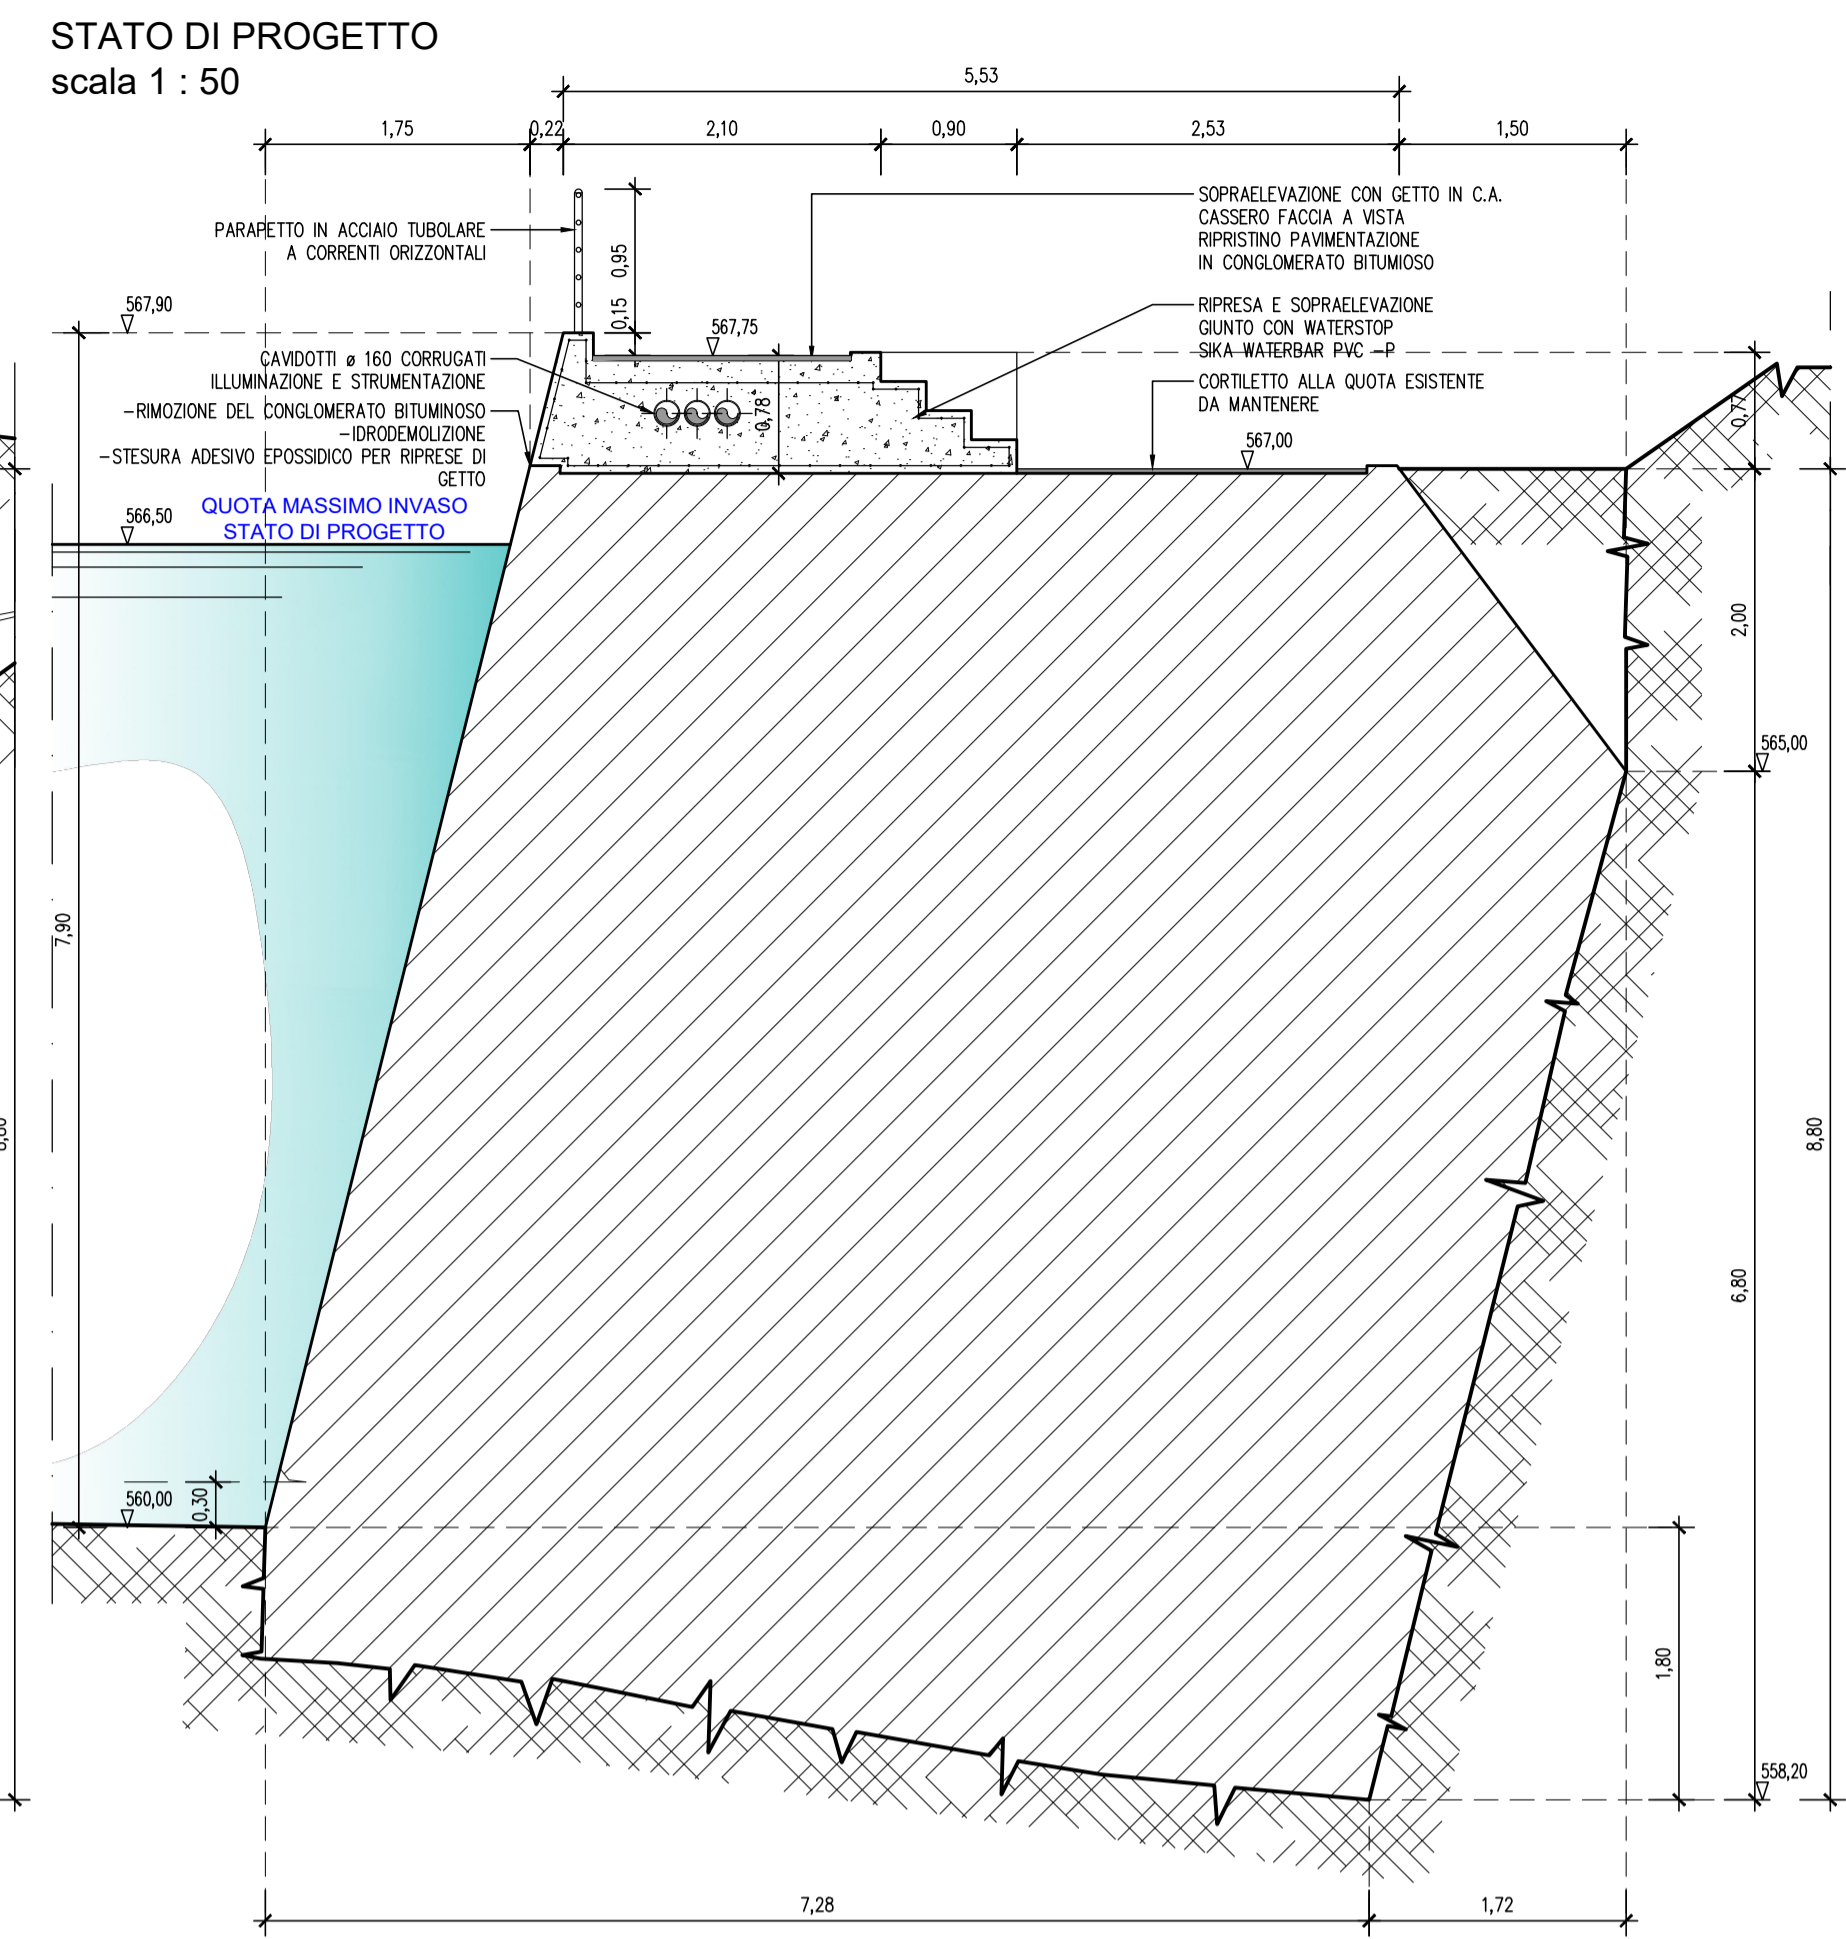 STATO DI PROGETTO
scala 1 : 50
5,53
1,75
0,22
2,10
0,90
2,53
1,50
PARAPETTO IN ACCIAIO TUBOLARE
A CORRENTI ORIZZONTALI
0,95
0,15
SOPRAELEVAZIONE CON GETTO IN C.A.
CASSERO FACCIA A VISTA
RIPRISTINO PAVIMENTAZIONE
IN CONGLOMERATO BITUMIOSO
567,90
567,75
RIPRESA E SOPRAELEVAZIONE
GIUNTO CON WATERSTOP
SIKA WATERBAR PVC -P
CAVIDOTTI ø 160 CORRUGATI
ILLUMINAZIONE E STRUMENTAZIONE
CORTILETTO ALLA QUOTA ESISTENTE
DA MANTENERE
-RIMOZIONE DEL CONGLOMERATO BITUMINOSO
-IDRODEMOLIZIONE
-STESURA ADESIVO EPOSSIDICO PER RIPRESE DI
GETTO
0,78
0,77
567,00
QUOTA MASSIMO INVASO
STATO DI PROGETTO
566,50
2,00
565,00
7,90
8,80
6,80
560,00
0,30
1,80
558,20
7,28
1,72